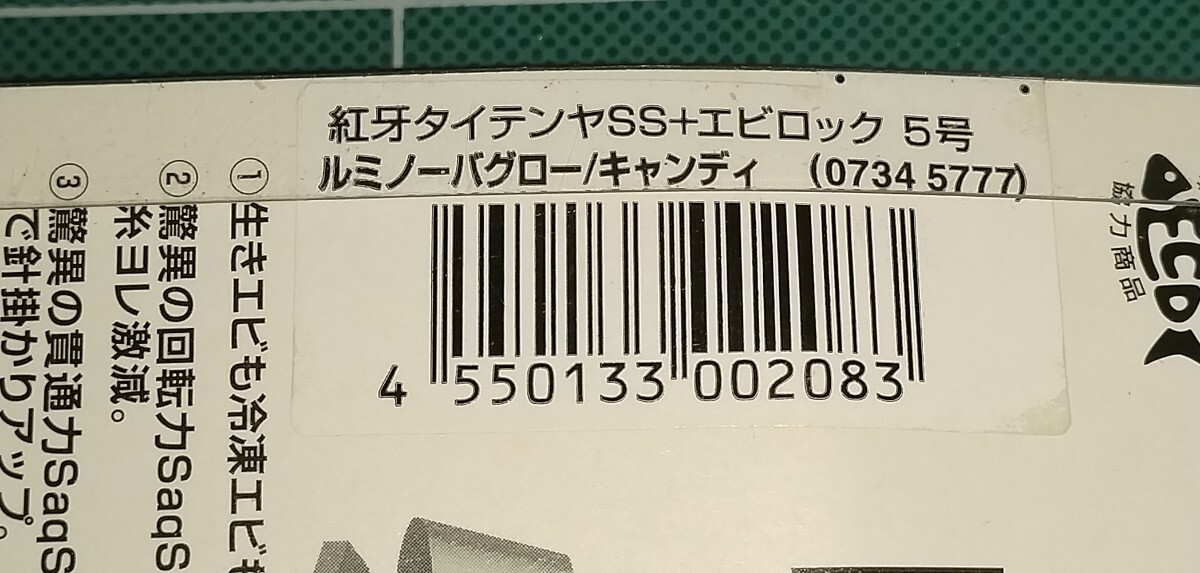 紅牙タイテンヤSS+エビロック 5号
ルミノーバグロー/キャンディ (0734 5777)
4 550133 002083
①生きエビも冷凍エビも
②驚異の回転力SaqS
糸ヨレ激減。
③驚異の貫通力SaqS
で針掛かりアップ。
ECO
協力商品